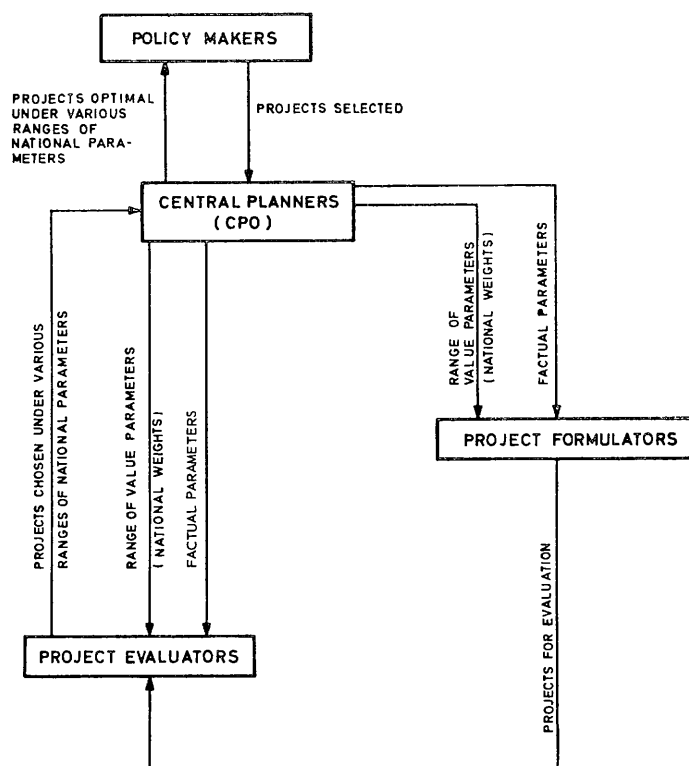 POLICY MAKERS
PROJECTS OPTIMAL
UNDER VARIOUS
RANGES OF
NATIONAL PARA-
METERS
PROJECTS SELECTED
CENTRAL PLANNERS
(CPO)
PROJECTS CHOSEN UNDER VARIOUS
RANGES OF NATIONAL PARAMETERS
RANGE OF VALUE PARAMETERS
(NATIONAL WEIGHTS)
FACTUAL PARAMETERS
RANGE OF
VALUE PARAMETERS
(NATIONAL WEIGHTS)
FACTUAL PARAMETERS
PROJECT FORMULATORS
PROJECT EVALUATORS
PROJECTS FOR EVALUATION